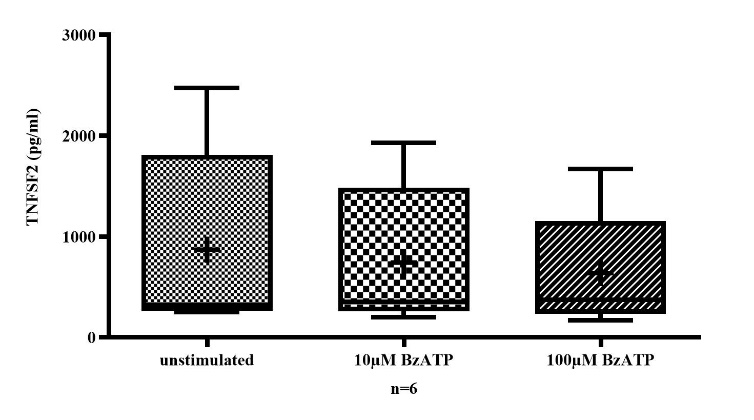 3000
2000
1000
0
TNFSF2 (pg/ml)
unstimulated
10µM BzATP
100µM BzATP
n=6